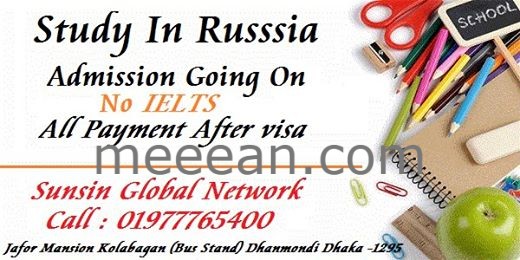 Study In Russsia
SCHOOL
Admission Going On
No IELTS
All Payment After visa
meeean.com
Sunsin Global Network
Call : 01977765400
Jafor Mansion Kolabagan (Bus Stand) Dhanmondi Dhaka -1295